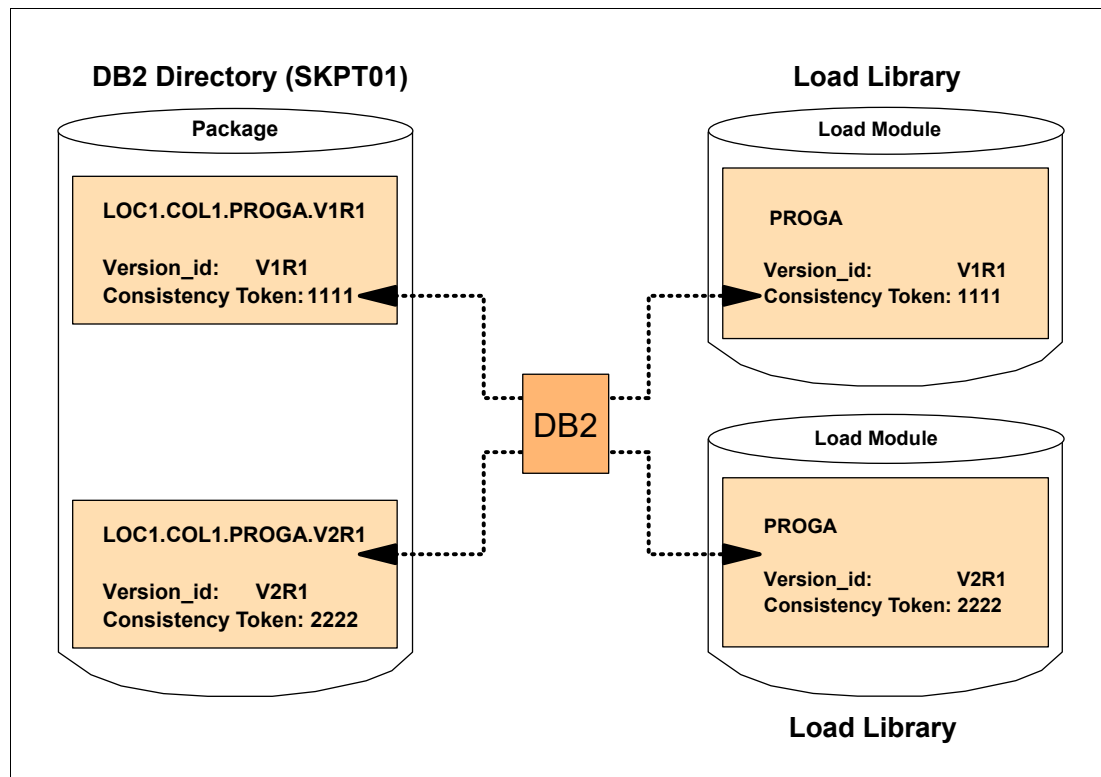 DB2 Directory (SKPT01)
Package
LOC1.COL1.PROGA.V1R1
Version_id: V1R1
Consistency Token: 1111
LOC1.COL1.PROGA.V2R1
Version_id: V2R1
Consistency Token: 2222
DB2
Load Library
Load Module
PROGA
Version_id: V1R1
Consistency Token: 1111
Load Module
PROGA
Version_id: V2R1
Consistency Token: 2222
Load Library